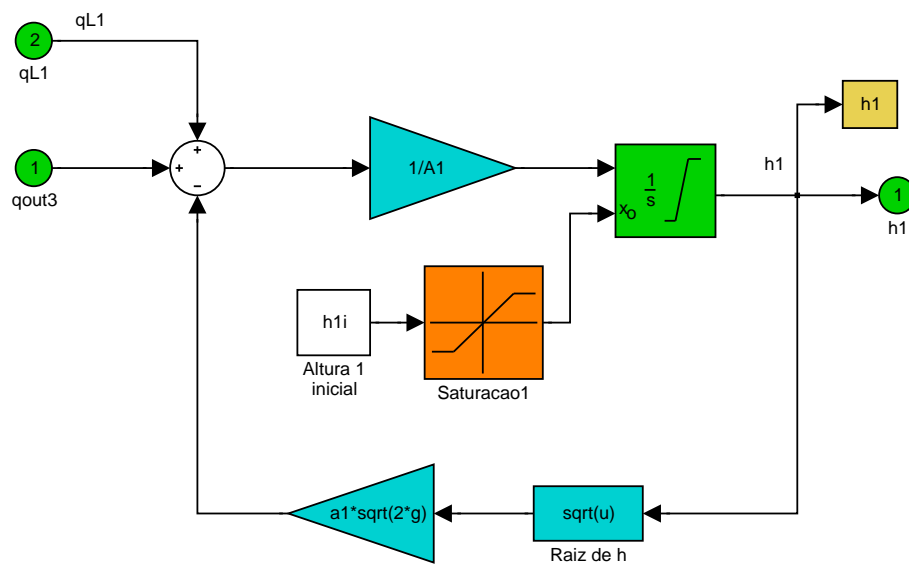 qL1
2
qL1
1
qout3
+
+
−
1/A1
1
s
xo
h1
h1
1
h1
h1i
Altura 1
inicial
Saturacao1
a1*sqrt(2*g)
sqrt(u)
Raiz de h